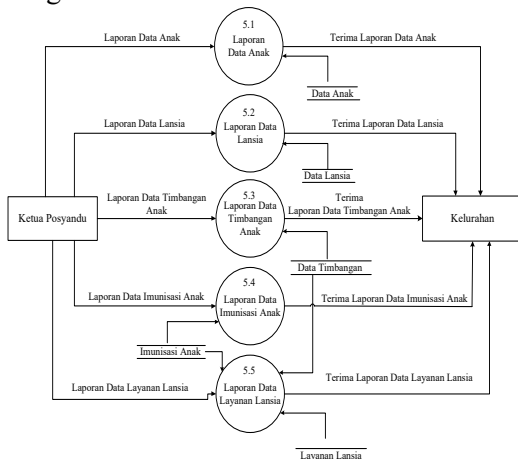 5.1
Laporan
Data Anak
Laporan Data Anak
Terima Laporan Data Anak
Data Anak
5.2
Laporan Data
Lansia
Laporan Data Lansia
Terima Laporan Data Lansia
Data Lansia
Ketua Posyandu
Laporan Data Timbangan
Anak
5.3
Laporan Data
Timbangan
Anak
Terima
Laporan Data Timbangan Anak
Kelurahan
Data Timbangan
5.4
Laporan Data
Imunisasi Anak
Laporan Data Imunisasi Anak
Terima Laporan Data Imunisasi Anak
Imunisasi Anak
5.5
Laporan Data
Layanan Lansia
Laporan Data Layanan Lansia
Terima Laporan Data Layanan Lansia
Layanan Lansia